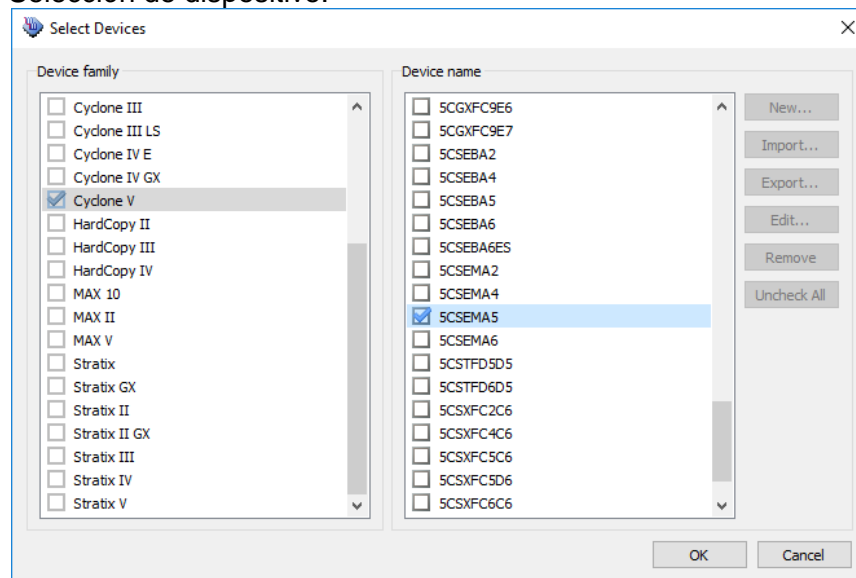 Selección de dispositivo:
Select Devices
Device family
Cyclone III
Cyclone III LS
Cyclone IV E
Cyclone IV GX
Cyclone V
HardCopy II
HardCopy III
HardCopy IV
MAX 10
MAX II
MAX V
Stratix
Stratix GX
Stratix II
Stratix II GX
Stratix III
Stratix IV
Stratix V
Device name
5CGXFC9E6
5CGXFC9E7
5CSEBA2
5CSEBA4
5CSEBA5
5CSEBA6
5CSEBA6ES
5CSEMA2
5CSEMA4
5CSEMA5
5CSEMA6
5CSTFD5D5
5CSTFD6D5
5CSXFC2C6
5CSXFC4C6
5CSXFC5C6
5CSXFC5D6
5CSXFC6C6
New...
Import...
Export...
Edit...
Remove
Uncheck All
OK
Cancel